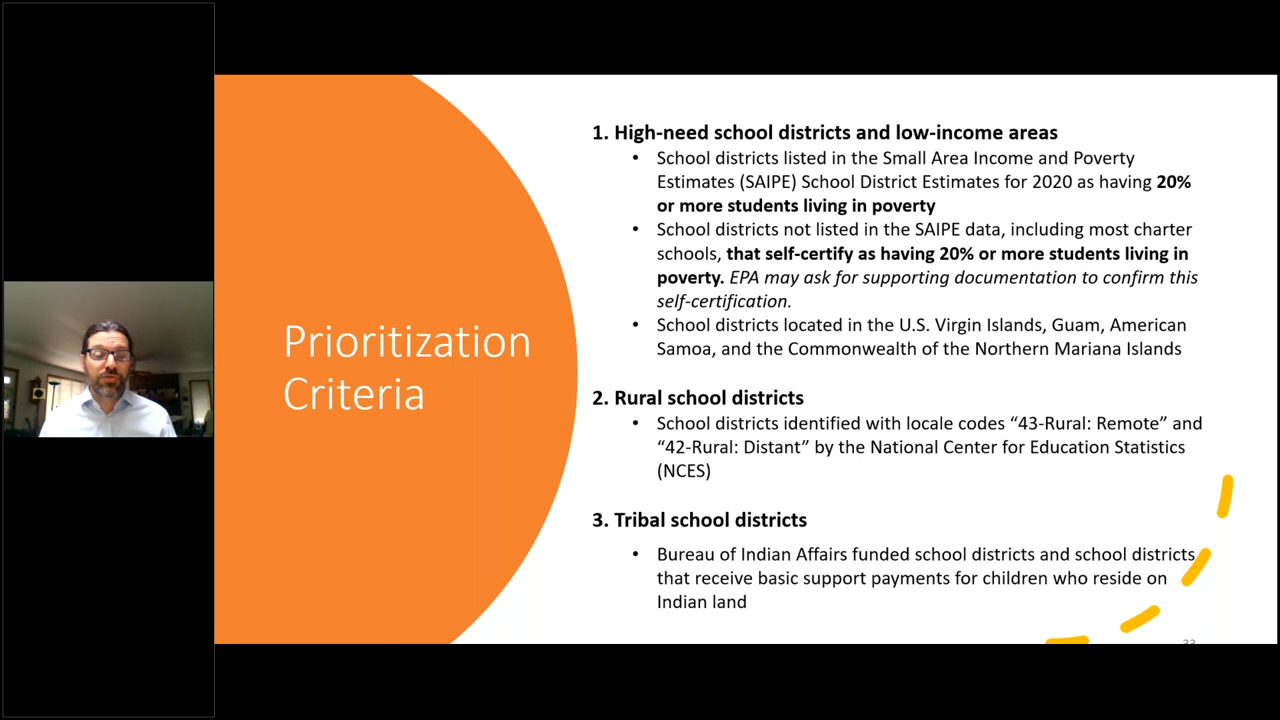 Prioritization
Criteria
1. High-need school districts and low-income areas
• School districts listed in the Small Area Income and Poverty
Estimates (SAIPE) School District Estimates for 2020 as having 20%
or more students living in poverty
• School districts not listed in the SAIPE data, including most charter
schools, that self-certify as having 20% or more students living in
poverty. EPA may ask for supporting documentation to confirm this
self-certification.
• School districts located in the U.S. Virgin Islands, Guam, American
Samoa, and the Commonwealth of the Northern Mariana Islands
2. Rural school districts
• School districts identified with locale codes “43-Rural: Remote” and
“42-Rural: Distant” by the National Center for Education Statistics
(NCES)
3. Tribal school districts
• Bureau of Indian Affairs funded school districts and school districts
that receive basic support payments for children who reside on
Indian land